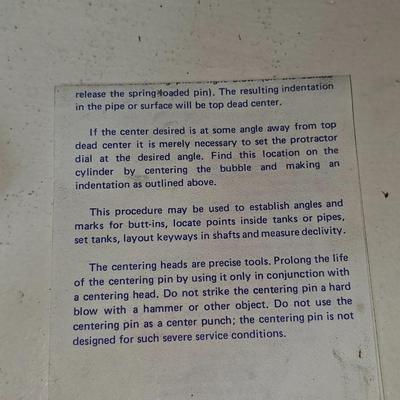 release the spring loaded pin). The resulting indentation
in the pipe or surface will be top dead center.
If the center desired is at some angle away from top
dead center it is merely necessary to set the protractor
dial at the desired angle. Find this location on the
cylinder by centering the bubble and making an
indentation as outlined above.
This procedure may be used to establish angles and
marks for butt-ins, locate points inside tanks or pipes,
set tanks, layout keyways in shafts and measure declivity.
The centering heads are precise tools. Prolong the life
of the centering pin by using it only in conjunction with
a centering head. Do not strike the centering pin a hard
blow with a hammer or other object. Do not use the
centering pin as a center punch; the centering pin is not
designed for such severe service conditions.